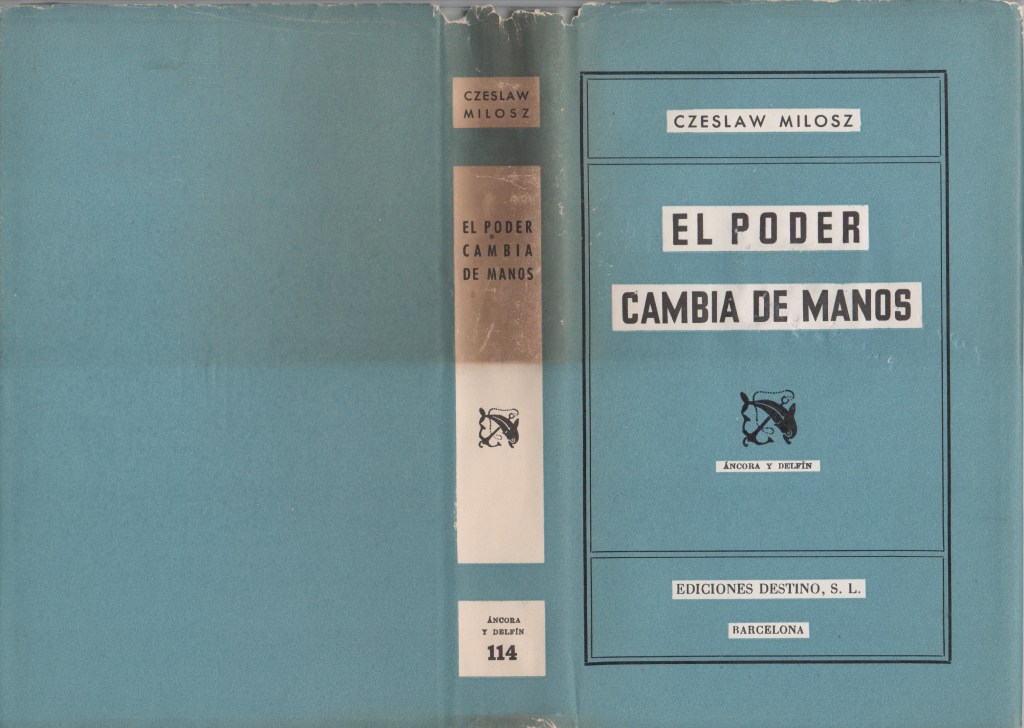 CZESLAW
MILOSZ
EL PODER
CAMBIA
DE MANOS
ÁNCORA
Y DELFÍN
114
CZESLAW MILOSZ
EL PODER
CAMBIA DE MANOS
ÁNCORA Y DELFÍN
EDICIONES DESTINO, S. L.
BARCELONA